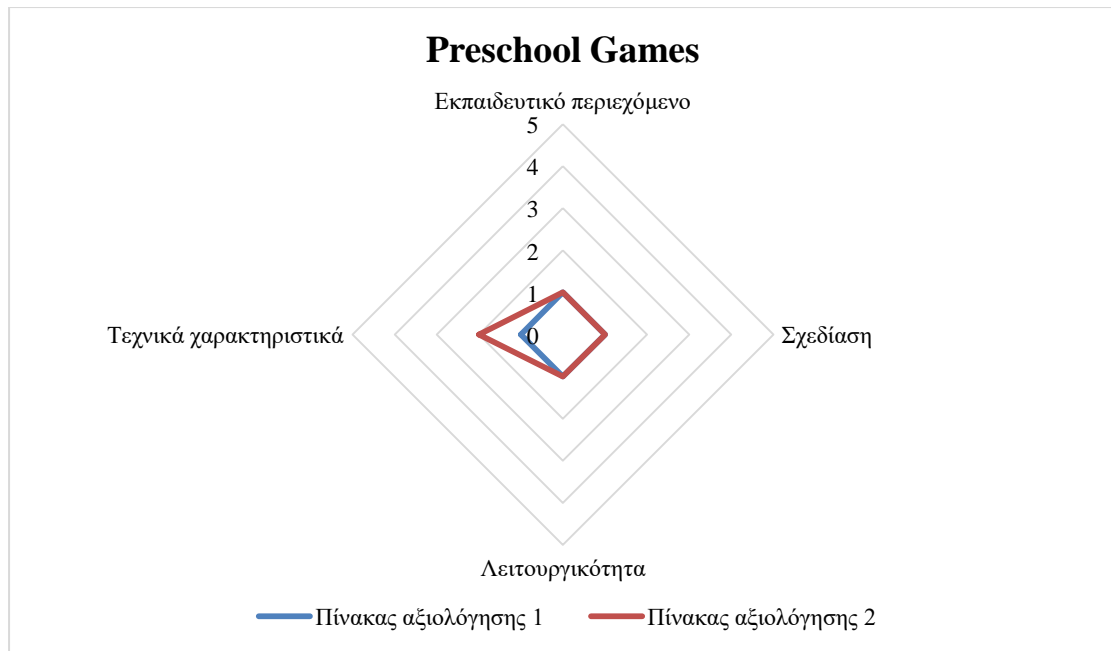 Preschool Games
Εκπαιδευτικό περιεχόμενο
5
4
3
2
1
0
Τεχνικά χαρακτηριστικά
Σχεδίαση
Λειτουργικότητα
Πίνακας αξιολόγησης 1
Πίνακας αξιολόγησης 2